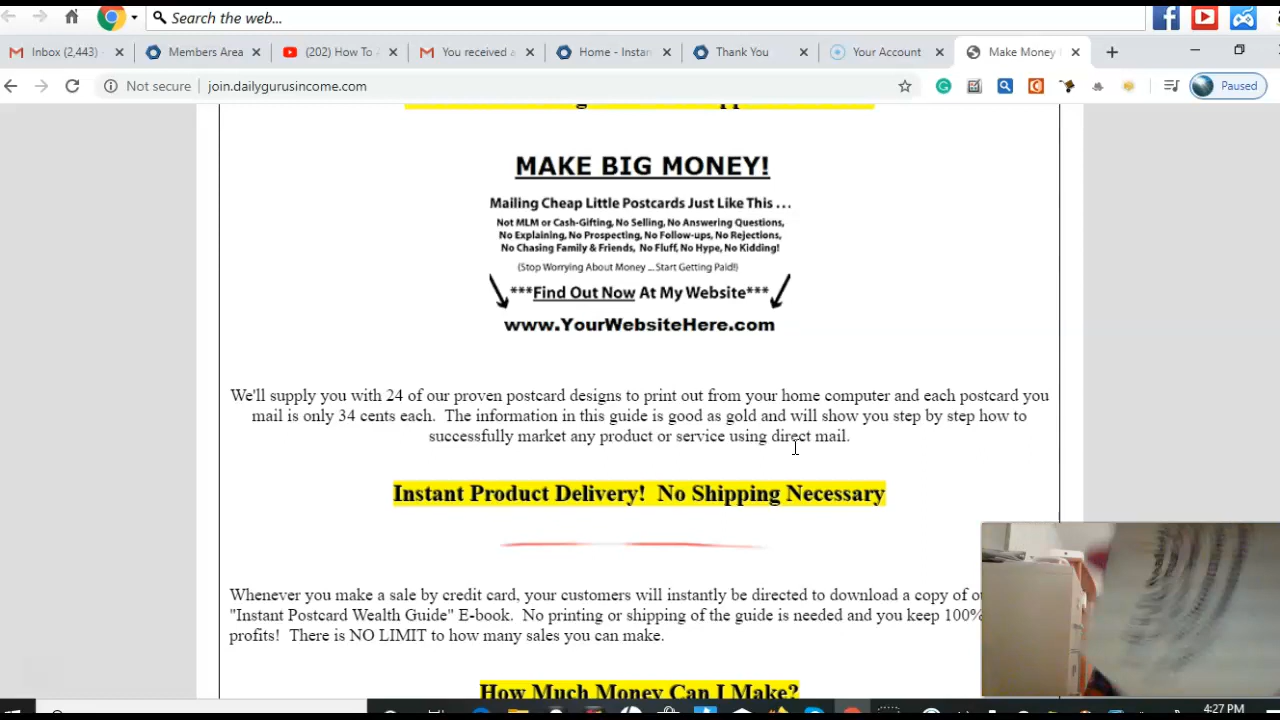 Search the web...
Inbox (2,443)
Members Area
(202) How To
You received a
Home - Instan
Thank You
Your Account
Make Money
Not secure
join.dailygurusincome.com
Paused
MAKE BIG MONEY!
Mailing Cheap Little Postcards Just Like This ...
Not MLM or Cash-Gifting, No Selling, No Answering Questions,
No Explaining, No Prospecting, No Follow-ups, No Rejections,
No Chasing Family & Friends, No Fluff, No Hype, No Kidding!
(Stop Worrying About Money ...Start Getting Paid!)
***Find Out Now At My Website***
www.YourWebsiteHere.com
We'll supply you with 24 of our proven postcard designs to print out from your home computer and each postcard you
mail is only 34 cents each. The information in this guide is good as gold and will show you step by step how to
successfully market any product or service using direct mail.
Instant Product Delivery! No Shipping Necessary
Whenever you make a sale by credit card, your customers will instantly be directed to download a copy of
"Instant Postcard Wealth Guide" E-book. No printing or shipping of the guide is needed and you keep 100%
profits! There is NO LIMIT to how many sales you can make.
How Much Money Can I Make?
4:27 PM